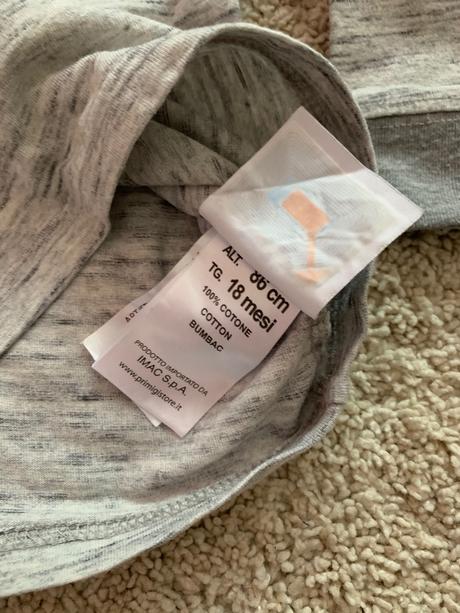 ALT. 86 cm
TG. 18 mesi
100% COTONE
COTTON
BUMBAC
PRODOTTO IMPORTATO DA
IMAC S.p.A.
www.primigistore.it